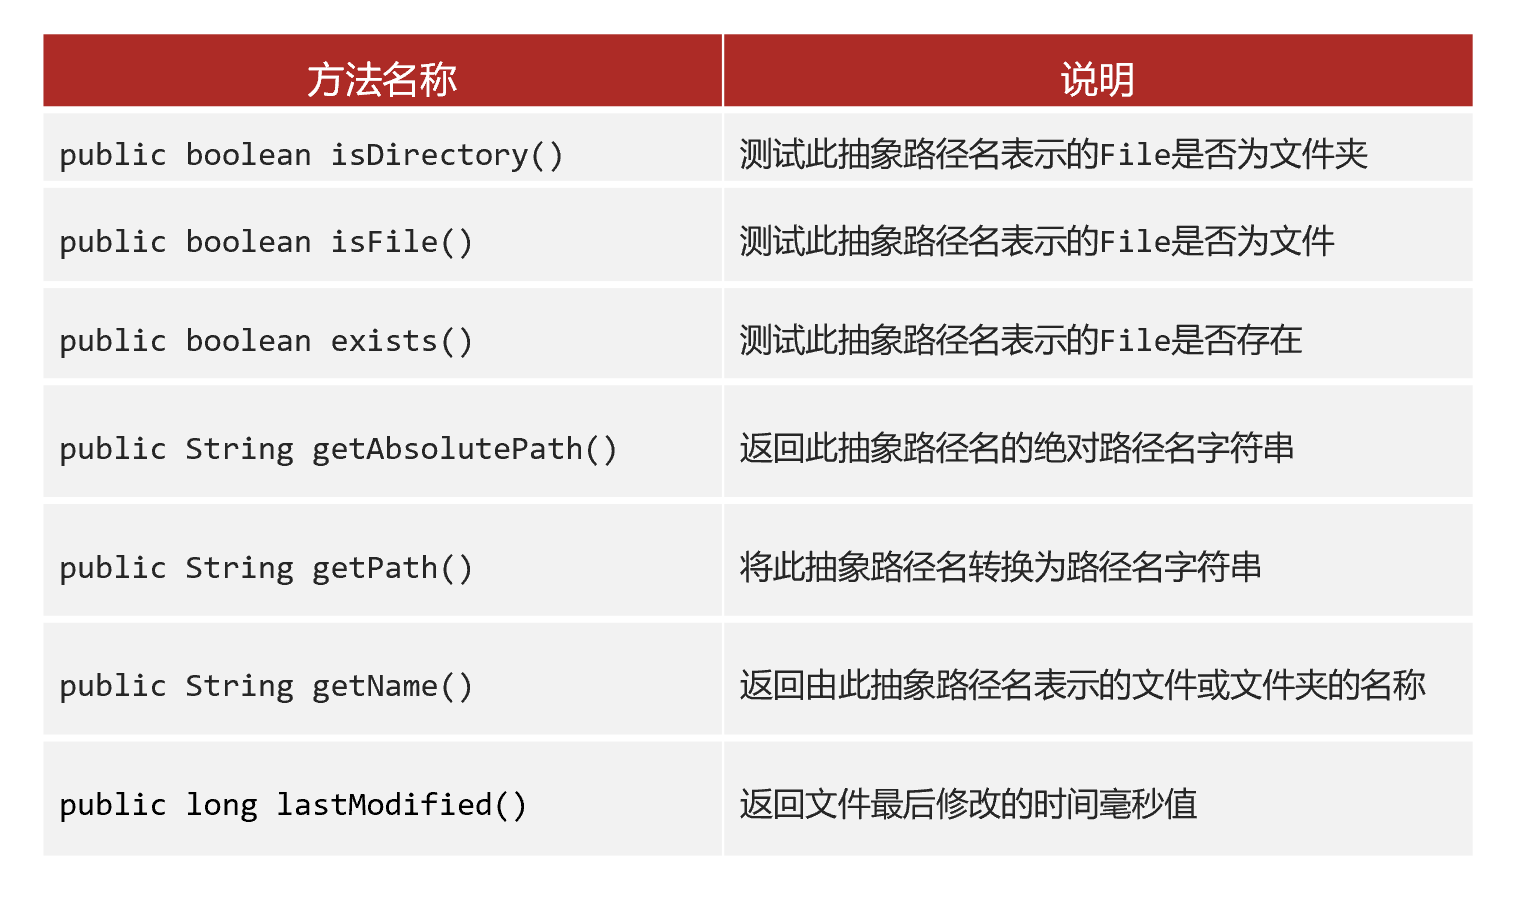 方法名称 说明
public boolean isDirectory() 测试此抽象路径名表示的File是否为文件夹
public boolean isFile() 测试此抽象路径名表示的File是否为文件
public boolean exists() 测试此抽象路径名表示的File是否存在
public String getAbsolutePath() 返回此抽象路径名的绝对路径名字符串
public String getPath() 将此抽象路径名转换为路径名字符串
public String getName() 返回由此抽象路径名表示的文件或文件夹的名称
public long lastModified() 返回文件最后修改的时间毫秒值